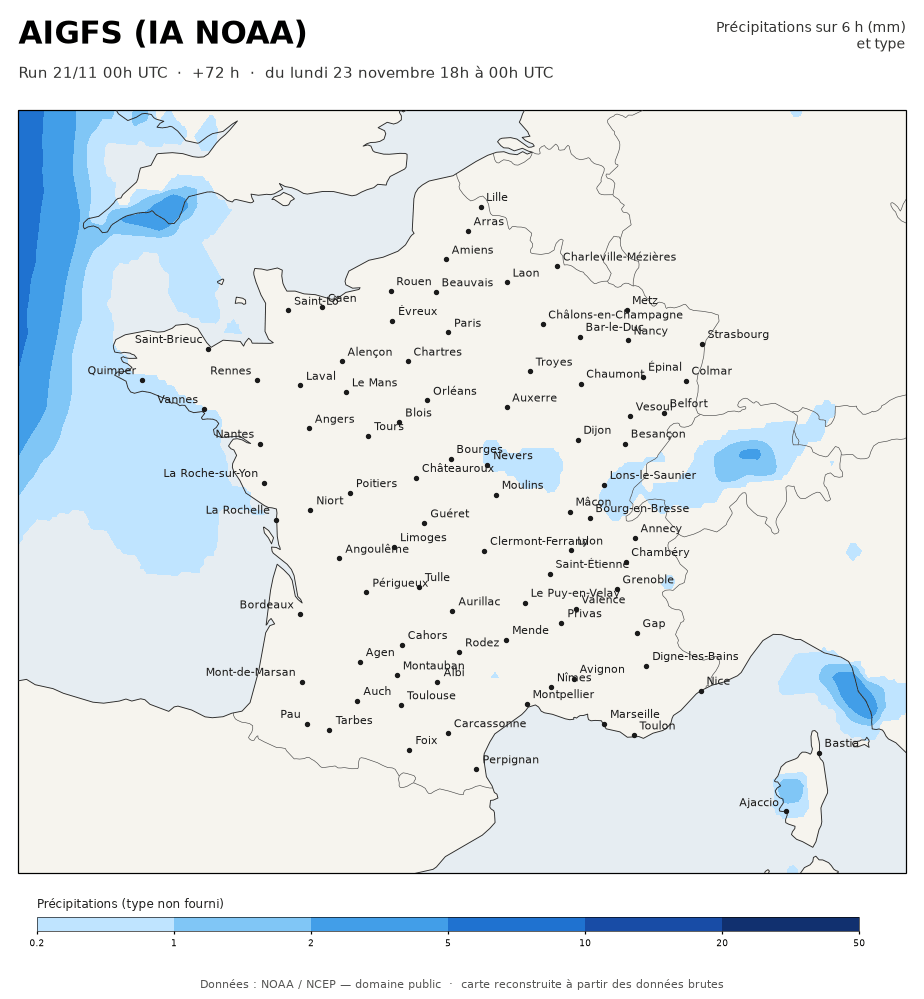 AIGFS (IA NOAA)
Précipitations sur 6 h (mm)
et type
Run 21/11 00h UTC · +72 h · du lundi 23 novembre 18h à 00h UTC
Lille
Arras
Amiens
Charleville-Mézières
Laon
Rouen
Beauvais
Saint-Lô
Caen
Metz
Évreux
Châlons-en-Champagne
Paris
Bar-le-Duc
Nancy
Strasbourg
Saint-Brieuc
Alençon
Chartres
Quimper
Rennes
Laval
Le Mans
Troyes
Chaumont
Épinal
Colmar
Vannes
Orléans
Auxerre
Vesoul
Belfort
Angers
Blois
Tours
Nantes
Dijon
Besançon
Bourges
Nevers
La Roche-sur-Yon
Châteauroux
Lons-le-Saunier
Poitiers
Moulins
Niort
La Rochelle
Mâcon
Bourg-en-Bresse
Guéret
Annecy
Angoulême
Limoges
Clermont-Ferrand
Lyon
Chambéry
Saint-Étienne
Périgueux
Tulle
Grenoble
Le Puy-en-Velay
Valence
Bordeaux
Aurillac
Privas
Gap
Cahors
Rodez
Mende
Agen
Digne-les-Bains
Mont-de-Marsan
Montauban
Albi
Nîmes
Avignon
Nice
Auch
Toulouse
Montpellier
Pau
Tarbes
Carcassonne
Marseille
Toulon
Foix
Perpignan
Bastia
Ajaccio
Précipitations (type non fourni)
0.2 1 2 5 10 20 50
Données : NOAA / NCEP — domaine public · carte reconstruite à partir des données brutes